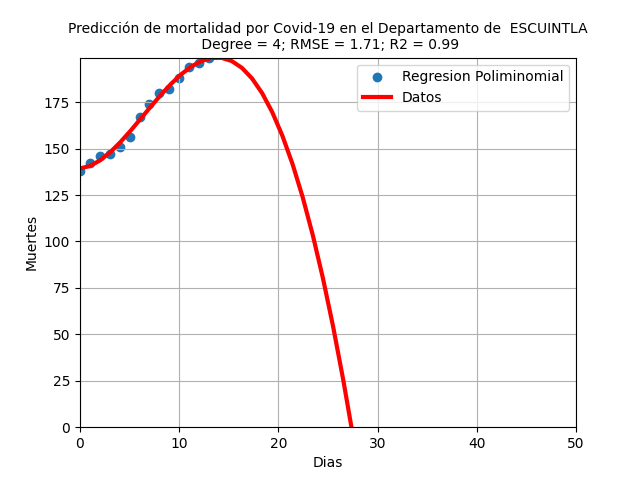 Predicción de mortalidad por Covid-19 en el Departamento de  ESCUINTLA
Degree = 4; RMSE = 1.71; R2 = 0.99
Regresion Poliminomial
Datos
175
150
125
100
75
50
25
0
Muertes
0 10 20 30 40 50
Dias